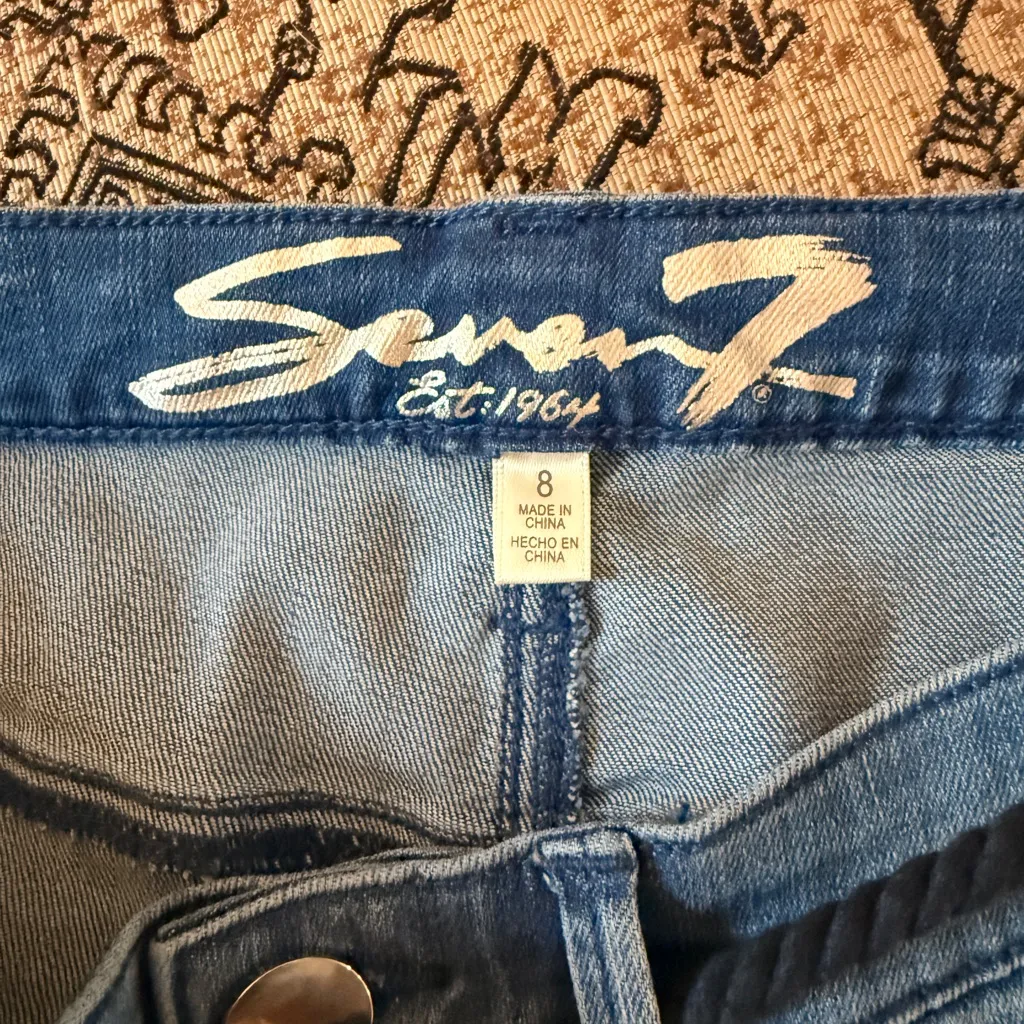 Seven7®
Est:1964
8
MADE IN
CHINA
HECHO EN
CHINA